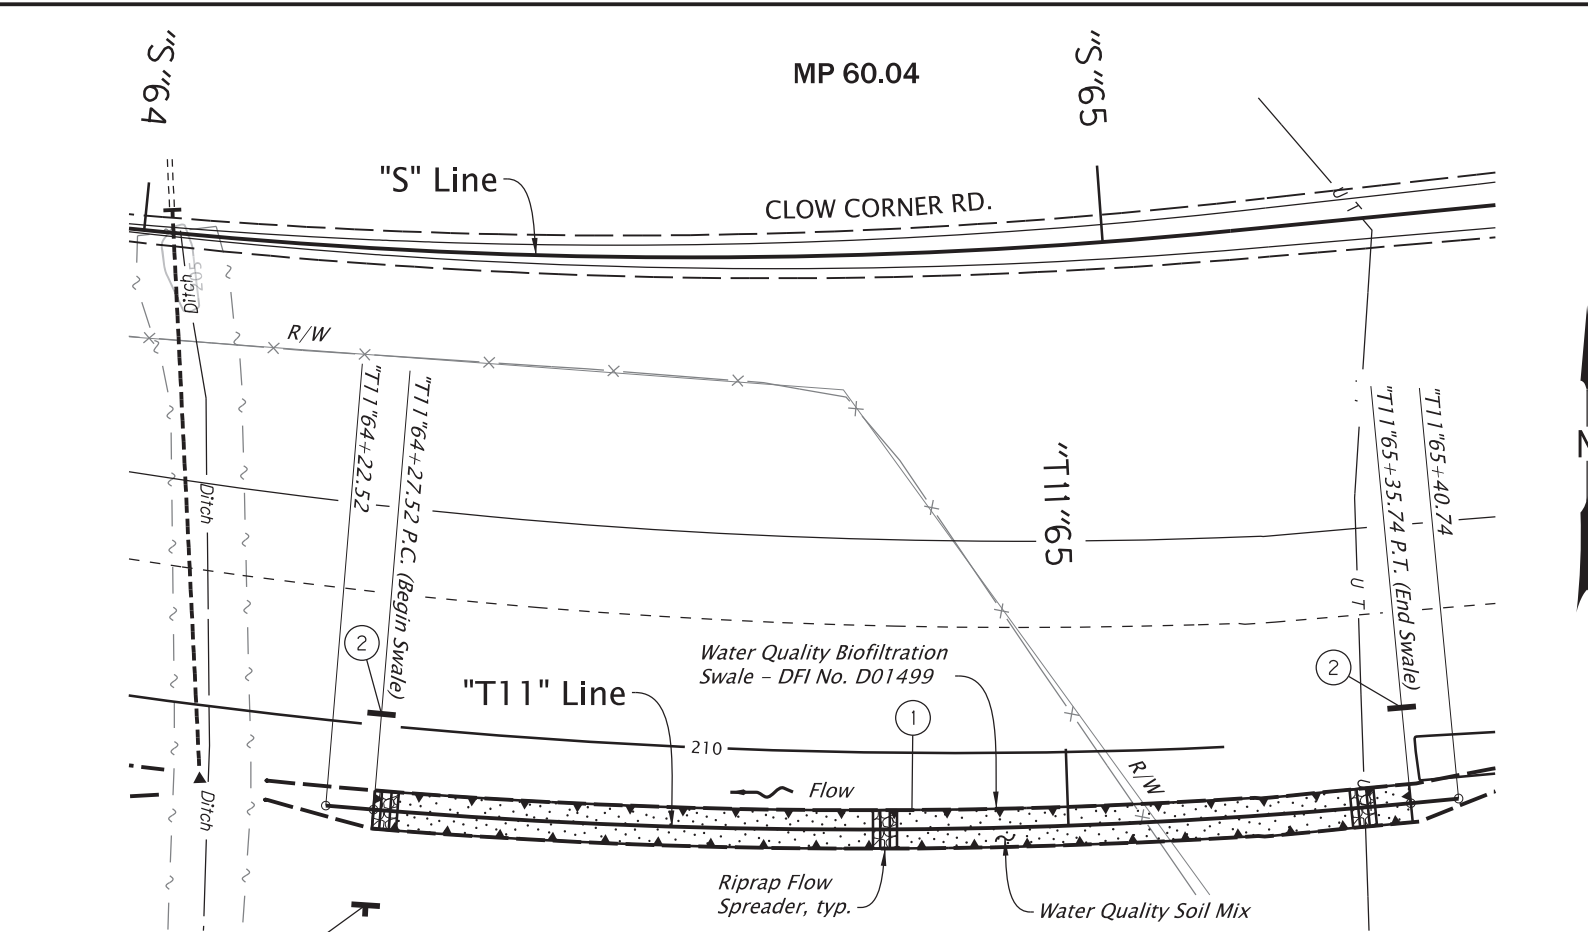 "S"64
MP 60.04
"S"65
"S" Line
CLOW CORNER RD.
U T
Ditch
205
R/W
"T11"64+22.52
"T11"64+27.52 P.C. (Begin Swale)
"T11"65
"T11"65+35.74 P.T. (End Swale)
"T11"65+40.74
N
Ditch
U T
2
Water Quality Biofiltration
Swale – DFI No. D01499
2
"T11" Line
1
210
R/W
Flow
U
Ditch
Riprap Flow
Spreader, typ.
Water Quality Soil Mix